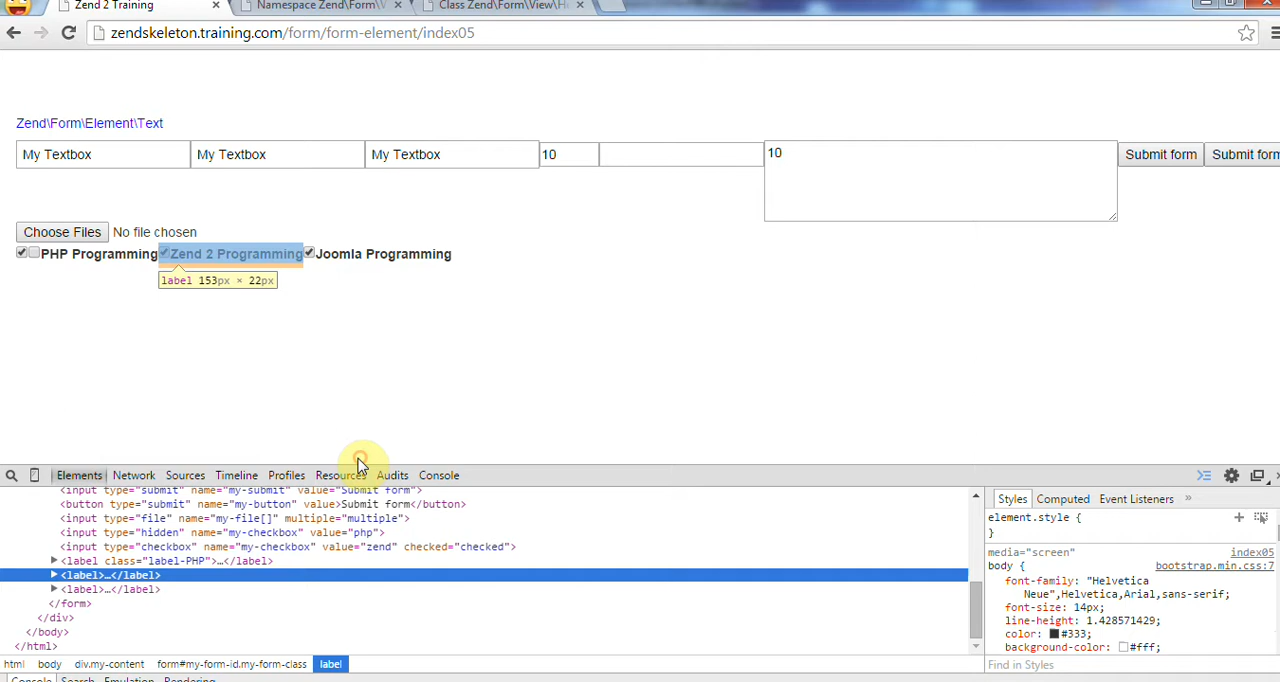 Zend 2 Training × Namespace Zend\Form\V × Class Zend\Form\View\H ×
zendskeleton.training.com/form/form-element/index05
Zend\Form\Element\Text
My Textbox My Textbox My Textbox 10 10 Submit form Submit form
Choose Files No file chosen
PHP Programming Zend 2 Programming Joomla Programming
label 153px × 22px
Elements Network Sources Timeline Profiles Resources Audits Console
<input type="submit" name="my-submit" value="Submit form">
<button type="submit" name="my-button" value>Submit form</button>
<input type="file" name="my-file[]" multiple="multiple">
<input type="hidden" name="my-checkbox" value="php">
<input type="checkbox" name="my-checkbox" value="zend" checked="checked">
<label class="label-PHP">…</label>
<label>…</label>
<label>…</label>
</form>
</div>
</body>
</html>
html body div.my-content form#my-form-id.my-form-class label
Console Search Emulation Rendering
Styles Computed Event Listeners »
element.style {
}
media="screen" index05
body { bootstrap.min.css:7
font-family: "Helvetica
Neue",Helvetica,Arial,sans-serif;
font-size: 14px;
line-height: 1.428571429;
color: #333;
background-color: #fff;
Find in Styles